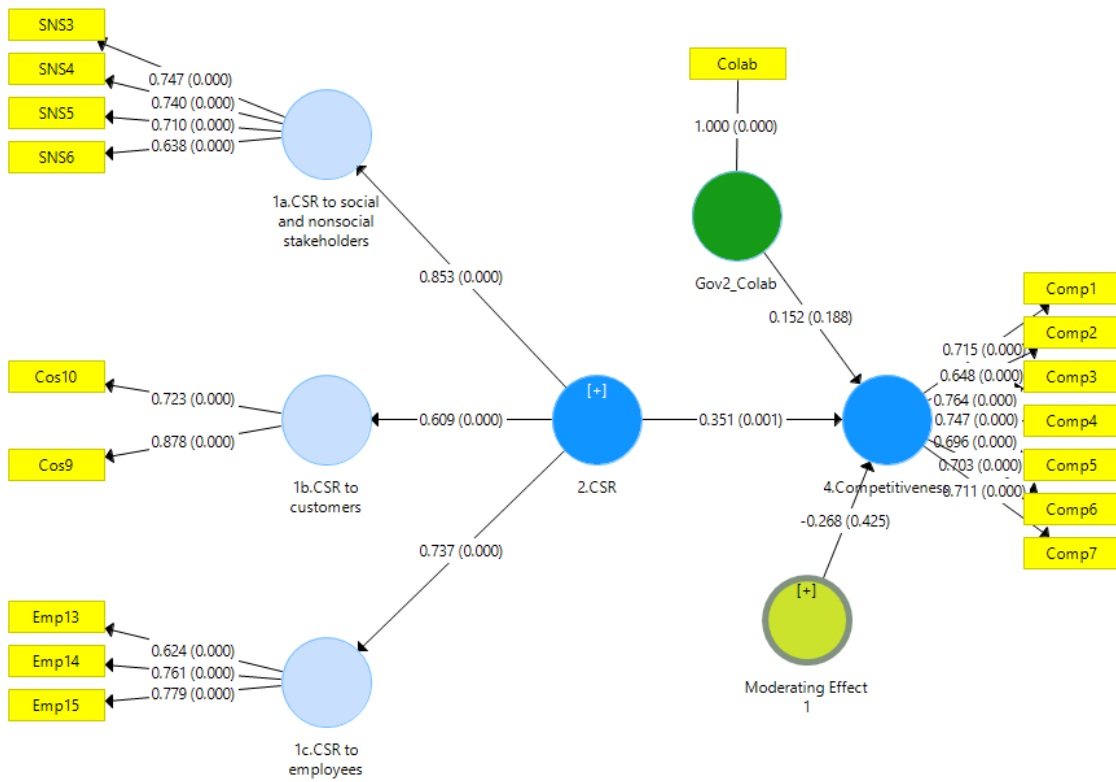 SNS3
SNS4
SNS5
SNS6
0.747 (0.000)
0.740 (0.000)
0.710 (0.000)
0.638 (0.000)
1a.CSR to social
and nonsocial
stakeholders
0.853 (0.000)
Colab
1.000 (0.000)
Gov2_Colab
0.152 (0.188)
Cos10
Cos9
0.723 (0.000)
0.878 (0.000)
1b.CSR to
customers
0.609 (0.000)
[+]
2.CSR
0.351 (0.001)
4.Competitiveness
0.715 (0.000)
0.648 (0.000)
0.764 (0.000)
0.747 (0.000)
0.696 (0.000)
0.703 (0.000)
0.711 (0.000)
Comp1
Comp2
Comp3
Comp4
Comp5
Comp6
Comp7
0.737 (0.000)
-0.268 (0.425)
[+]
Moderating Effect
1
Emp13
Emp14
Emp15
0.624 (0.000)
0.761 (0.000)
0.779 (0.000)
1c.CSR to
employees